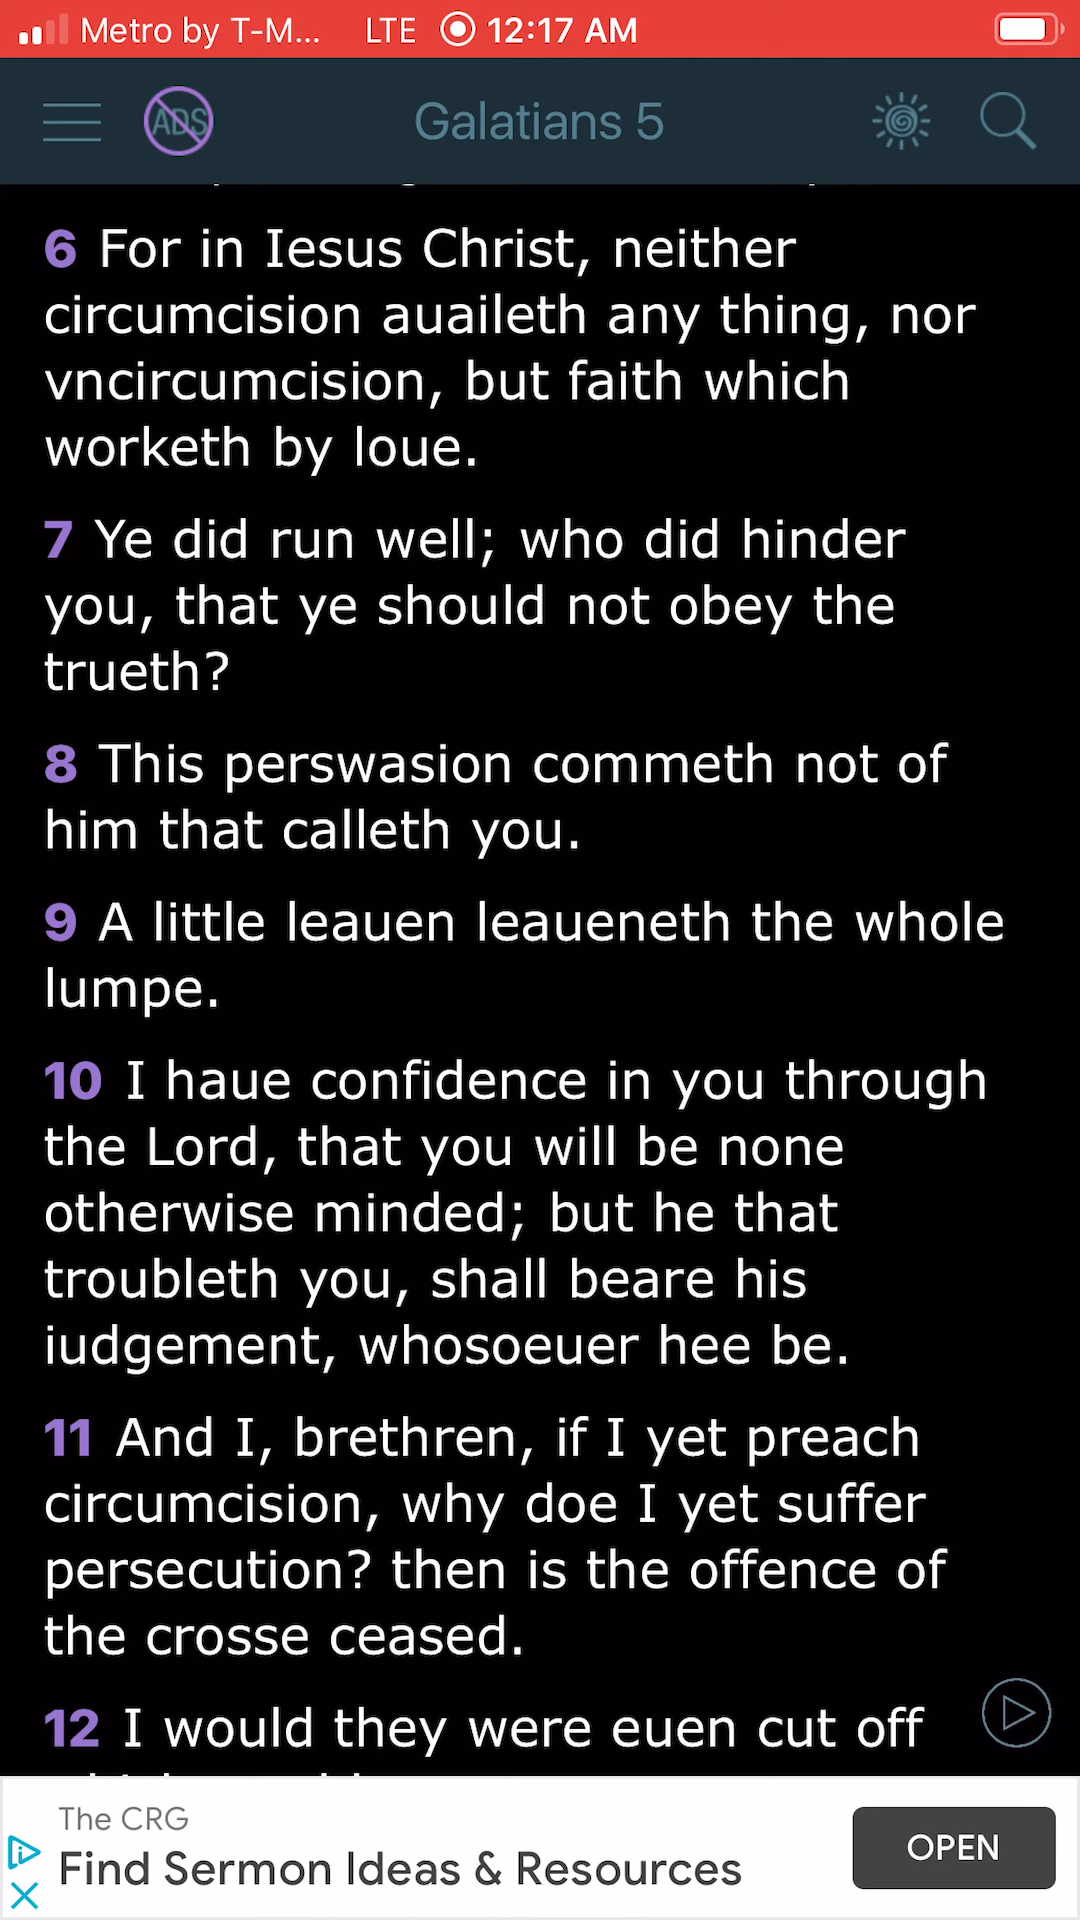 Metro by T-M... LTE 12:17 AM
ADS Galatians 5
6 For in Iesus Christ, neither
circumcision auaileth any thing, nor
vncircumcision, but faith which
worketh by loue.
7 Ye did run well; who did hinder
you, that ye should not obey the
trueth?
8 This perswasion commeth not of
him that calleth you.
9 A little leauen leaueneth the whole
lumpe.
10 I haue confidence in you through
the Lord, that you will be none
otherwise minded; but he that
troubleth you, shall beare his
iudgement, whosoeuer hee be.
11 And I, brethren, if I yet preach
circumcision, why doe I yet suffer
persecution? then is the offence of
the crosse ceased.
12 I would they were euen cut off
The CRG
Find Sermon Ideas & Resources
OPEN